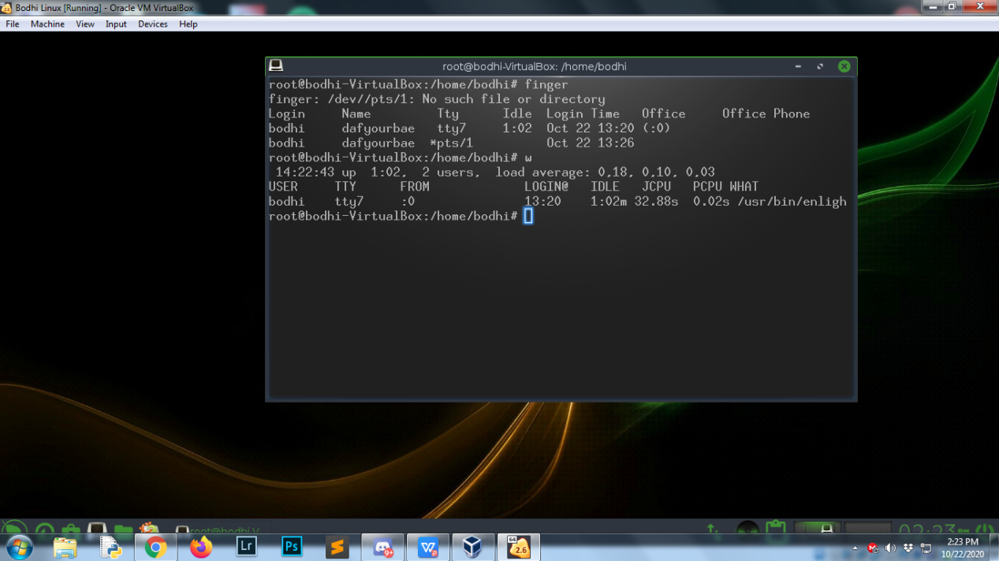 Bodhi Linux [Running] - Oracle VM VirtualBox
File Machine View Input Devices Help
root@bodhi-VirtualBox: /home/bodhi
root@bodhi-VirtualBox:/home/bodhi# finger
finger: /dev//pts/1: No such file or directory
Login Name Tty Idle Login Time Office Office Phone
bodhi dafyourbae tty7 1:02 Oct 22 13:20 (:0)
bodhi dafyourbae *pts/1 Oct 22 13:26
root@bodhi-VirtualBox:/home/bodhi# w
14:22:43 up 1:02, 2 users, load average: 0,18, 0,10, 0,03
USER TTY FROM LOGIN@ IDLE JCPU PCPU WHAT
bodhi tty7 :0 13:20 1:02m 32.88s 0.02s /usr/bin/enligh
root@bodhi-VirtualBox:/home/bodhi#
root@bodhi-V
02:23PM
Lr
Ps
9+
64
2.6
2:23 PM
10/22/2020